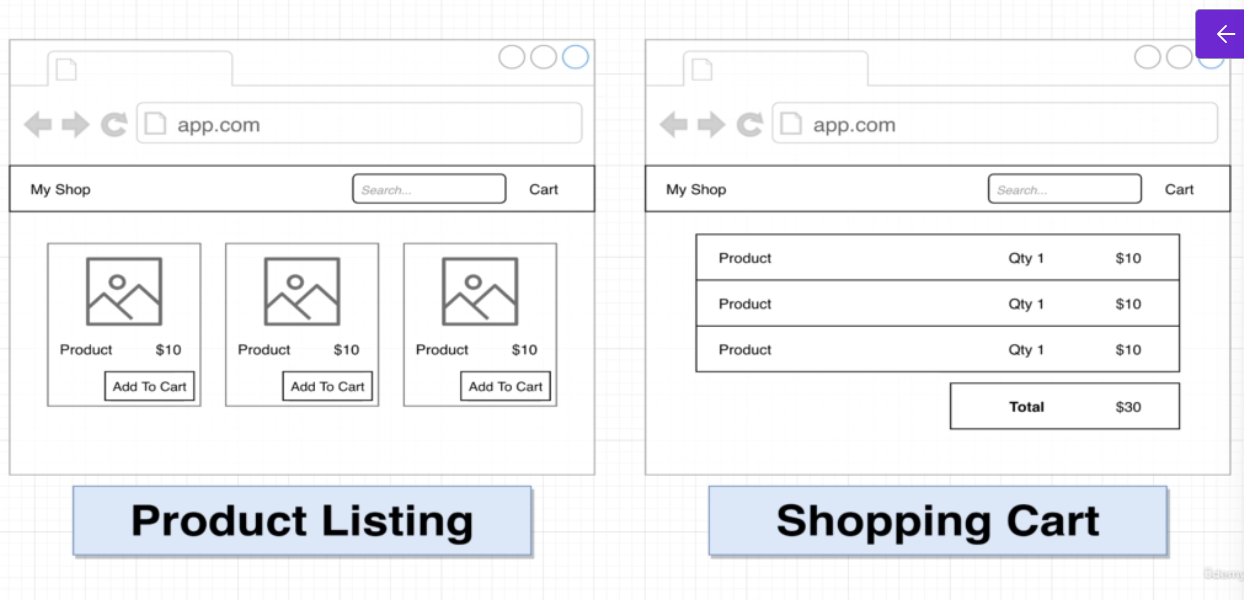 app.com
My Shop
Search...
Cart
Product $10
Add To Cart
Product $10
Add To Cart
Product $10
Add To Cart
Product Listing
app.com
My Shop
Search...
Cart
Product Qty 1 $10
Product Qty 1 $10
Product Qty 1 $10
Total $30
Shopping Cart
Udemy